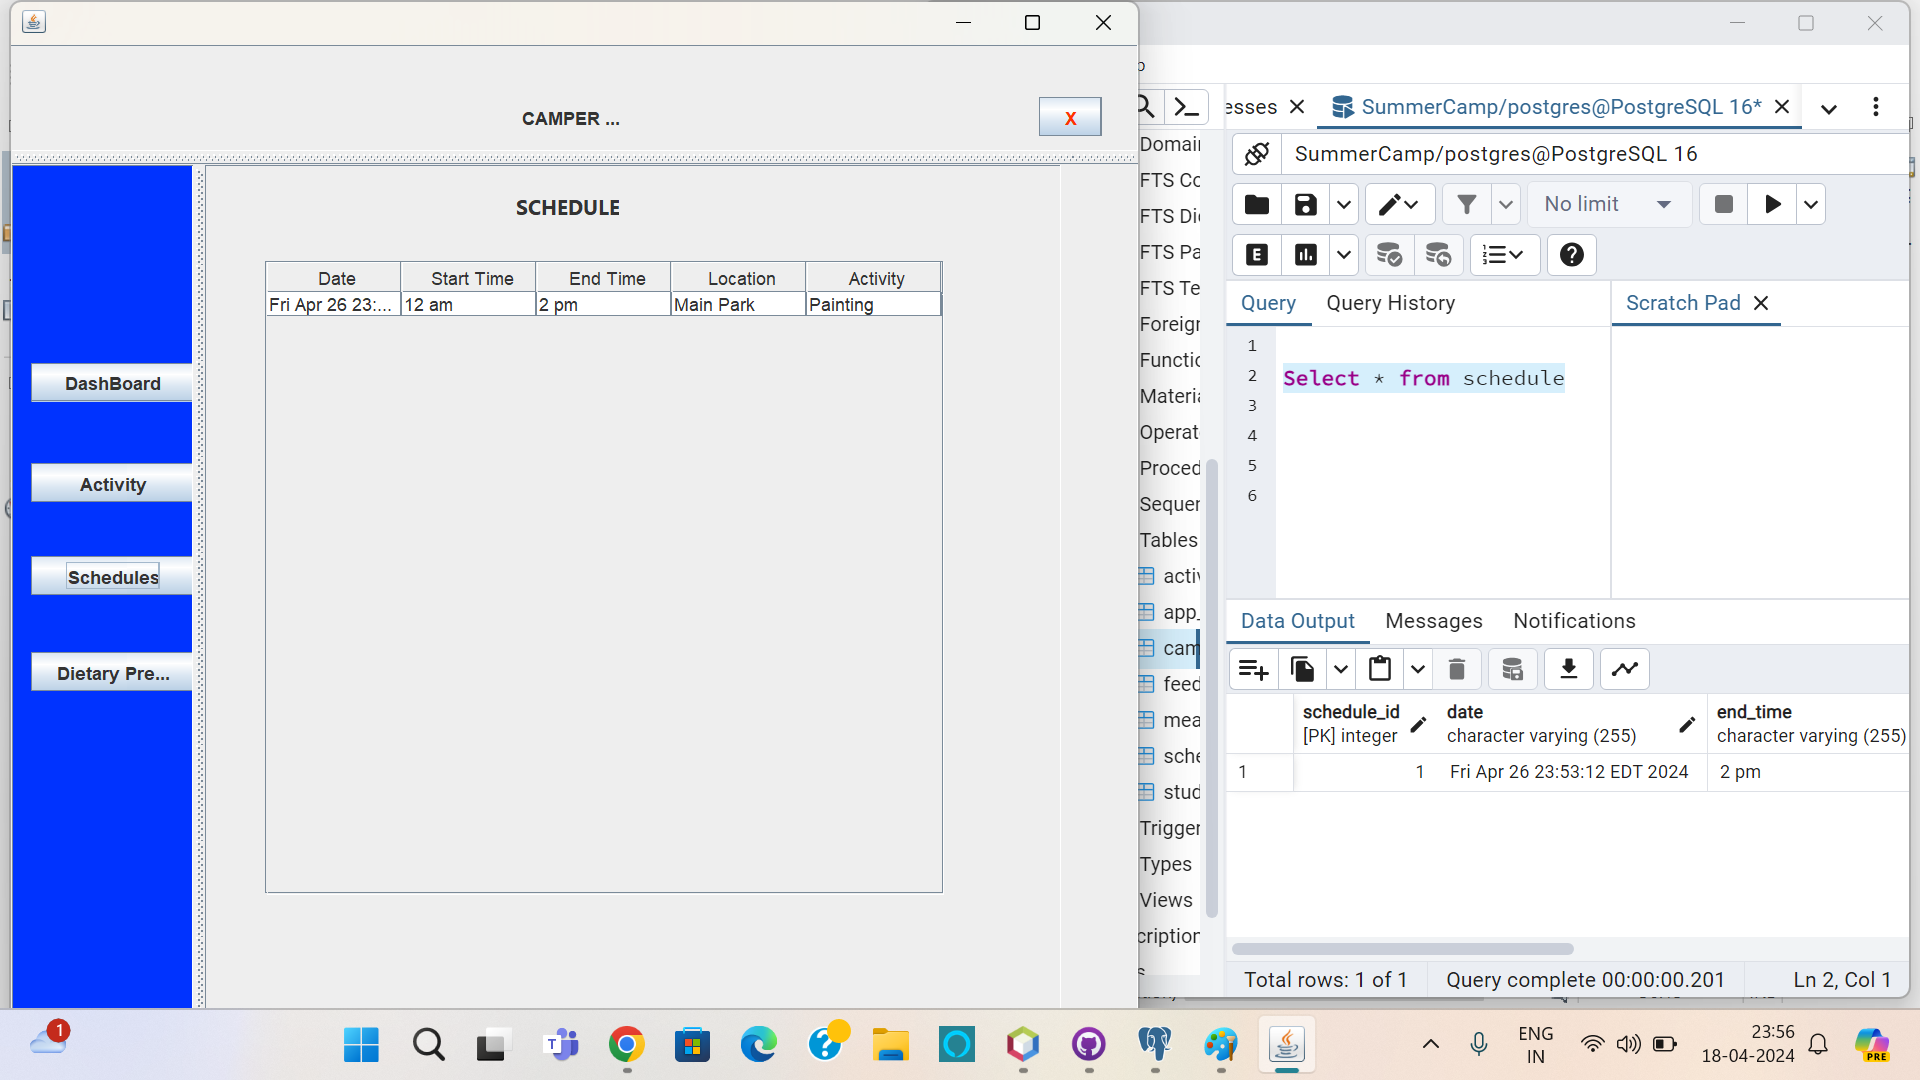 CAMPER ...
X
SCHEDULE
Date Start Time End Time Location Activity
Fri Apr 26 23:... 12 am 2 pm Main Park Painting
DashBoard
Activity
Schedules
Dietary Pre...
esses
SummerCamp/postgres@PostgreSQL 16*
SummerCamp/postgres@PostgreSQL 16
No limit
E
Query Query History
Scratch Pad
1
2 Select * from schedule
3
4
5
6
Domai
FTS Co
FTS Di
FTS Pa
FTS Te
Foreig
Functio
Materia
Operat
Proced
Sequer
Tables
activ
app_
cam
feed
mea
sche
stud
Trigger
Types
Views
cription
Data Output Messages Notifications
schedule_id date end_time
[PK] integer character varying (255) character varying (255)
1 1 Fri Apr 26 23:53:12 EDT 2024 2 pm
Total rows: 1 of 1 Query complete 00:00:00.201 Ln 2, Col 1
1
ENG
IN
23:56
18-04-2024
PRE